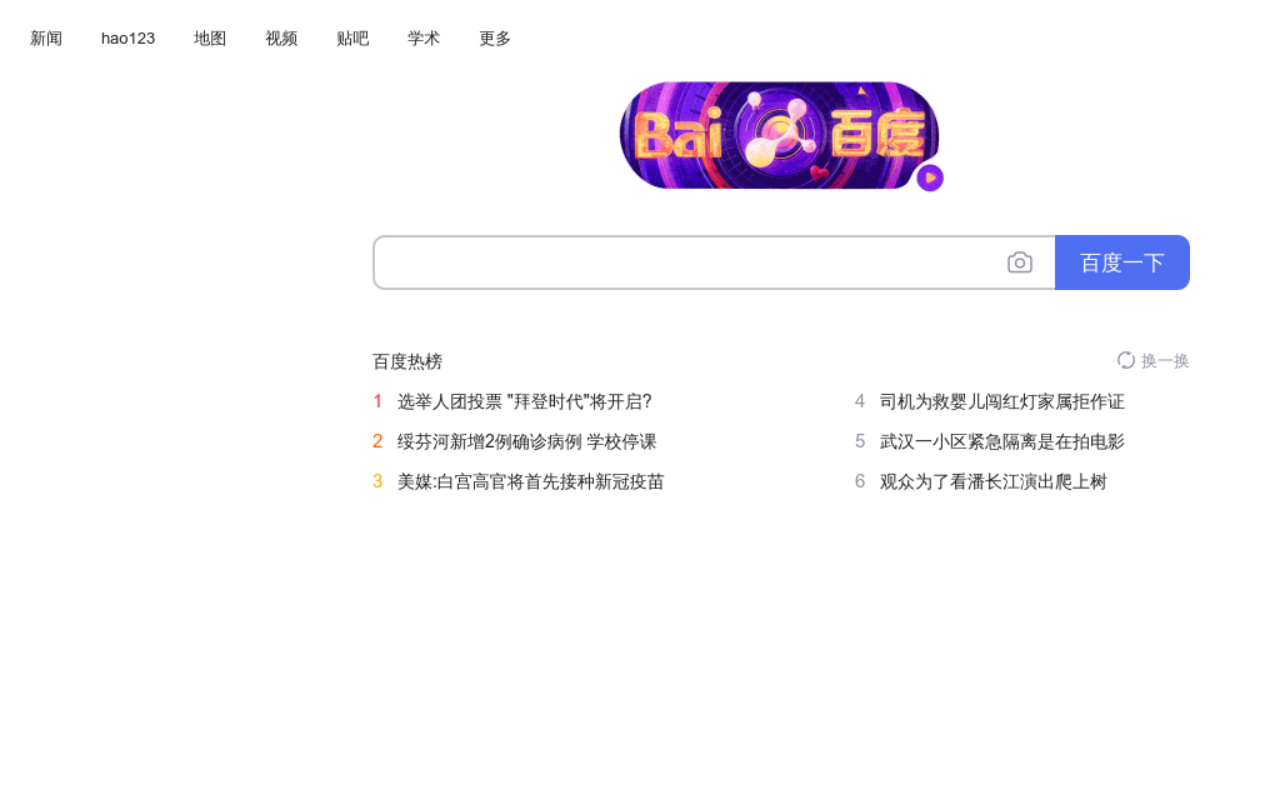 新闻 hao123 地图 视频 贴吧 学术 更多
Bai 百度
百度一下
百度热榜 换一换
1 选举人团投票 "拜登时代"将开启?
2 绥芬河新增2例确诊病例 学校停课
3 美媒:白宫高官将首先接种新冠疫苗
4 司机为救婴儿闯红灯家属拒作证
5 武汉一小区紧急隔离是在拍电影
6 观众为了看潘长江演出爬上树